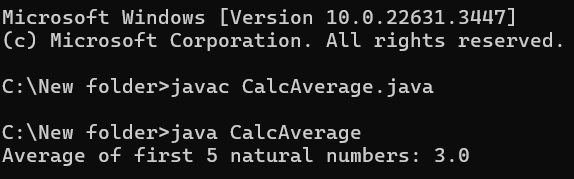 Microsoft Windows [Version 10.0.22631.3447]
(c) Microsoft Corporation. All rights reserved.
C:\New folder>javac CalcAverage.java
C:\New folder>java CalcAverage
Average of first 5 natural numbers: 3.0